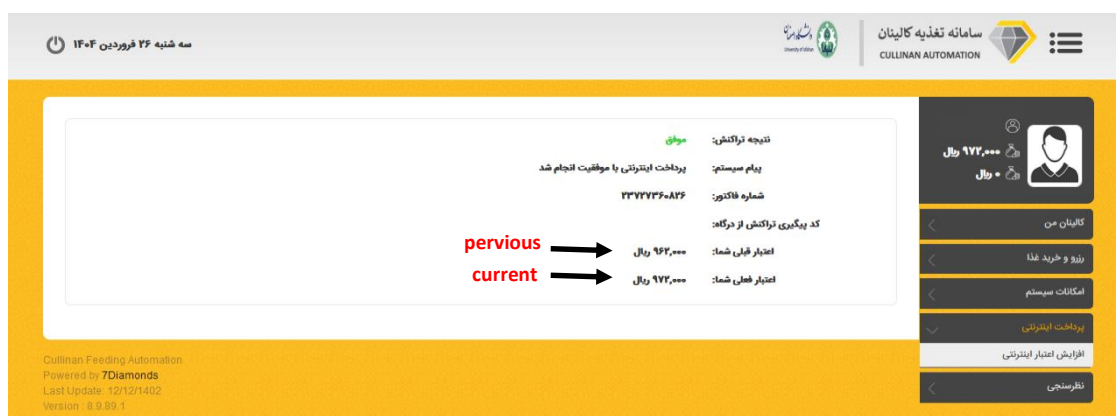 سامانه تغذیه کالینان
CULLINAN AUTOMATION
دانشگاه اصفهان
University of Isfahan
سه شنبه ۲۶ فروردین ۱۴۰۴
۹۷۲,۰۰۰ ریال
۰ ریال
کالینان من
رزرو و خرید غذا
امکانات سیستم
پرداخت اینترنتی
افزایش اعتبار اینترنتی
نظرسنجی
نتیجه تراکنش: موفق
پیام سیستم: پرداخت اینترنتی با موفقیت انجام شد
شماره فاکتور: ۲۳۷۲۷۳۶۰۸۲۶
کد پیگیری تراکنش از درگاه:
اعتبار قبلی شما: ۹۶۲,۰۰۰ ریال pervious
اعتبار فعلی شما: ۹۷۲,۰۰۰ ریال current
Cullinan Feeding Automation
Powered by 7Diamonds
Last Update: 12/12/1402
Version : 8.9.89.1